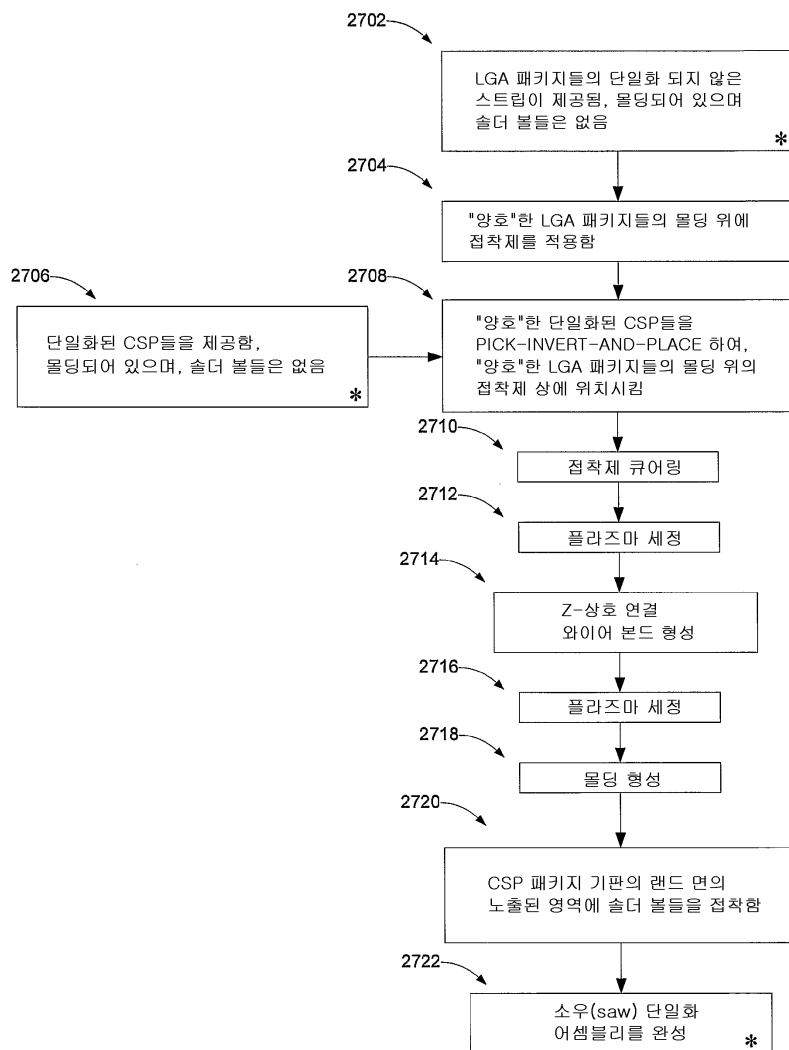 2702
LGA 패키지들의 단일화 되지 않은
스트립이 제공됨, 몰딩되어 있으며
솔더 볼들은 없음
*
2704
"양호"한 LGA 패키지들의 몰딩 위에
접착제를 적용함
2706
단일화된 CSP들을 제공함,
몰딩되어 있으며, 솔더 볼들은 없음
*
2708
"양호"한 단일화된 CSP들을
PICK-INVERT-AND-PLACE 하여,
"양호"한 LGA 패키지들의 몰딩 위의
접착제 상에 위치시킴
2710
접착제 큐어링
2712
플라즈마 세정
2714
Z-상호 연결
와이어 본드 형성
2716
플라즈마 세정
2718
몰딩 형성
2720
CSP 패키지 기판의 랜드 면의
노출된 영역에 솔더 볼들을 접착함
2722
소우(saw) 단일화
어셈블리를 완성
*